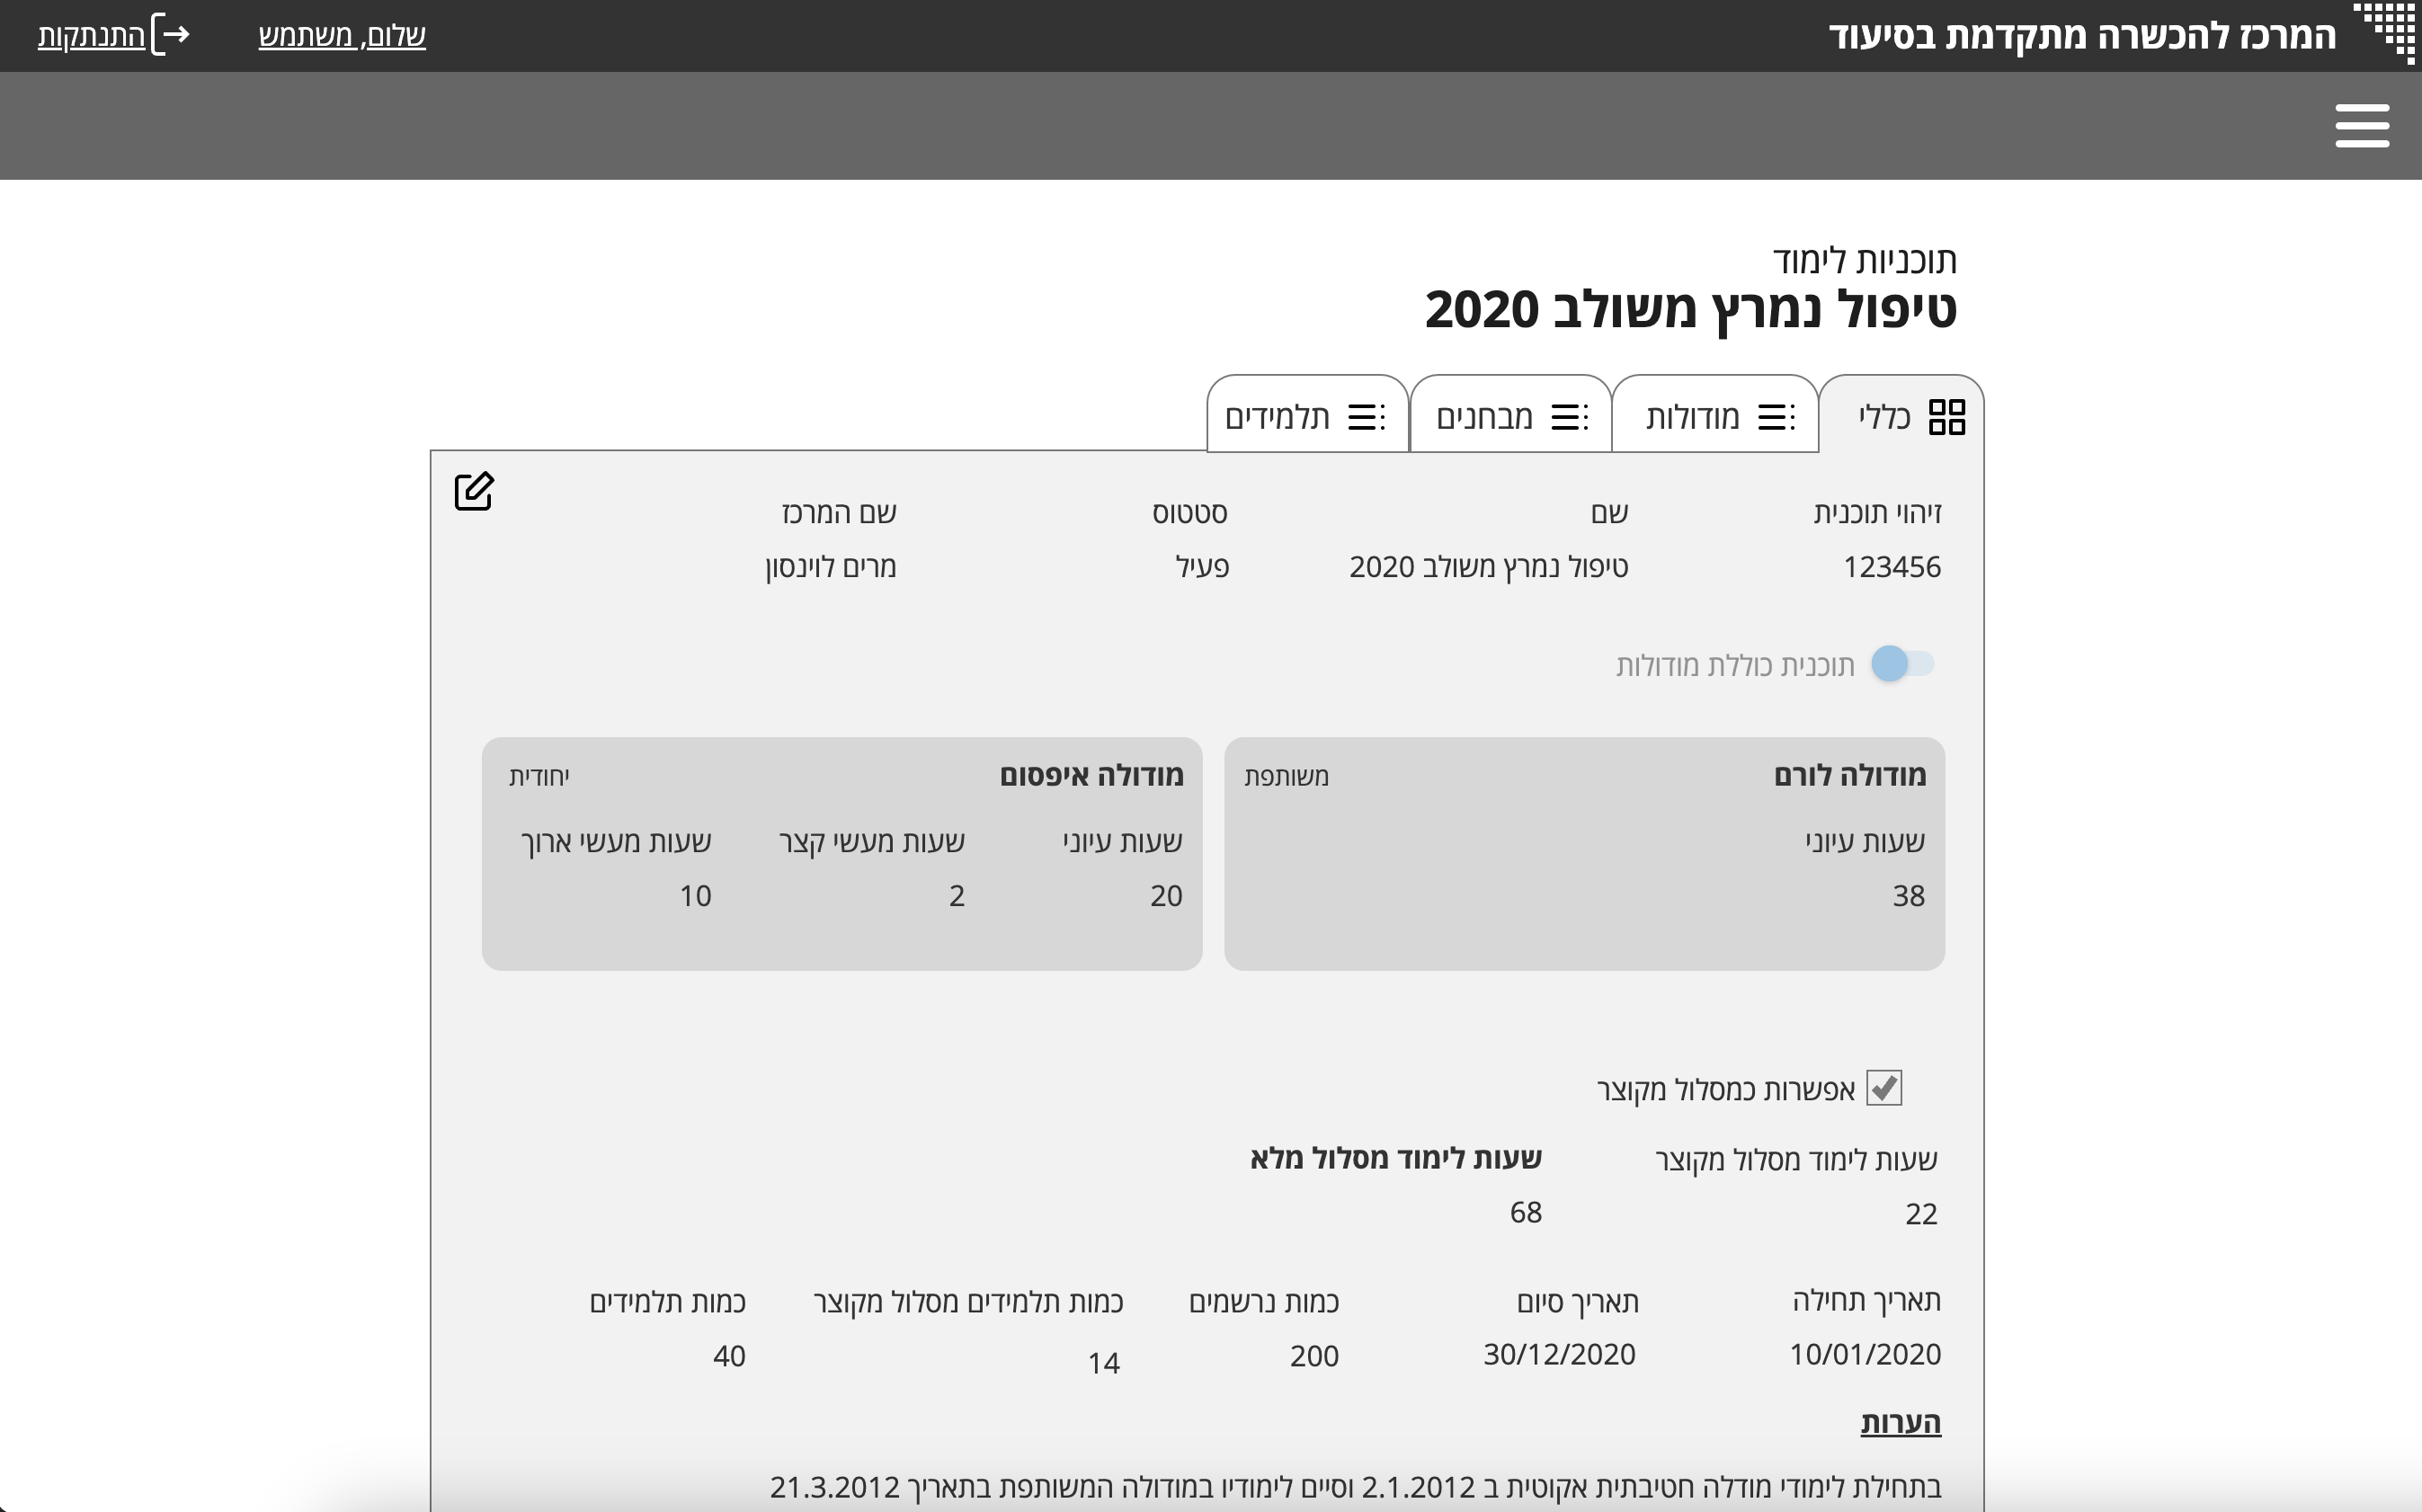 המרכז להכשרה מתקדמת בסיעוד
שלום, משתמש
התנתקות
תוכניות לימוד
טיפול נמרץ משולב 2020
כללי
מודולות
מבחנים
תלמידים
זיהוי תוכנית שם סטטוס שם המרכז
123456 טיפול נמרץ משולב 2020 פעיל מרים לוינסון
תוכנית כוללת מודולות
מודולה לורם משותפת
שעות עיוני
38
מודולה איפסום יחודית
שעות עיוני שעות מעשי קצר שעות מעשי ארוך
20 2 10
אפשרות כמסלול מקוצר
שעות לימוד מסלול מקוצר שעות לימוד מסלול מלא
22 68
תאריך תחילה תאריך סיום כמות נרשמים כמות תלמידים מסלול מקוצר כמות תלמידים
10/01/2020 30/12/2020 200 14 40
הערות
בתחילת לימודי מודלה חטיבתית אקוטית ב 2.1.2012 וסיים לימודיו במודולה המשותפת בתאריך 21.3.2012